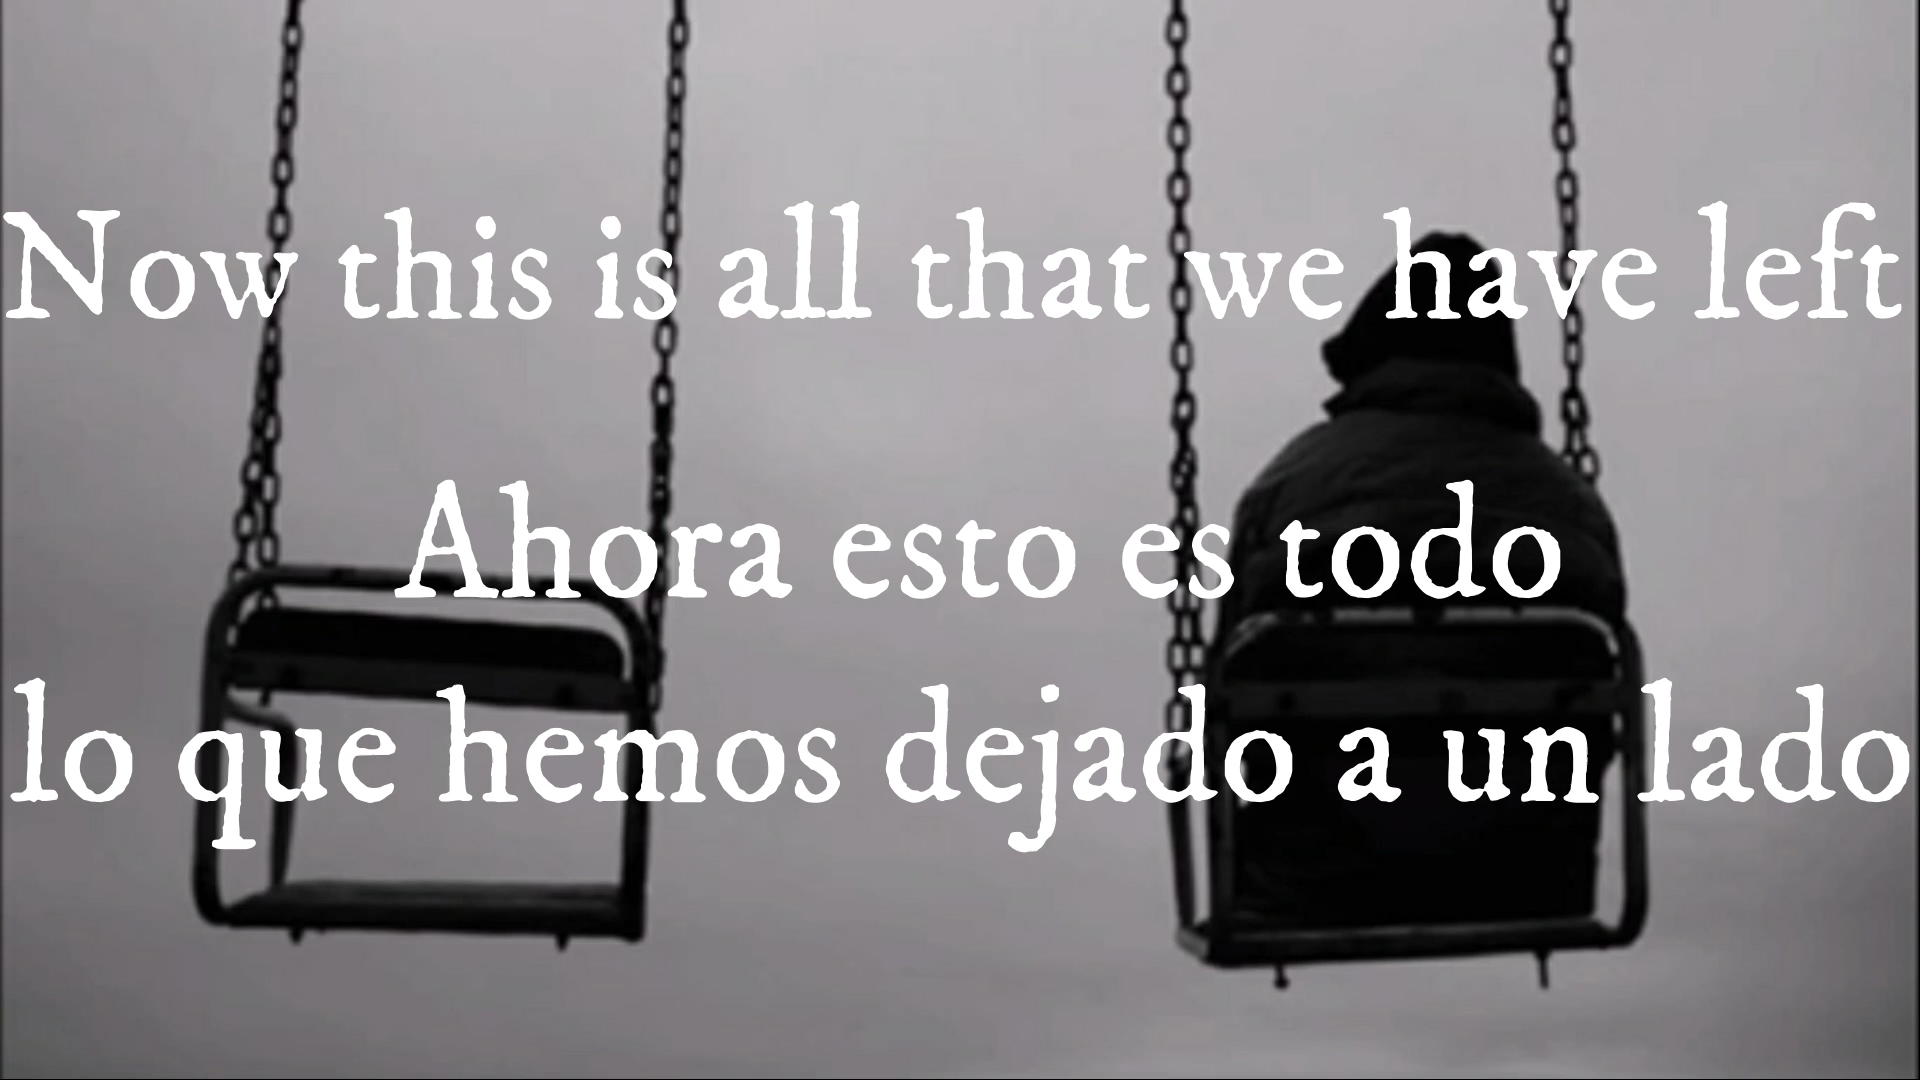 Now this is all that we have left
Ahora esto es todo
lo que hemos dejado a un lado